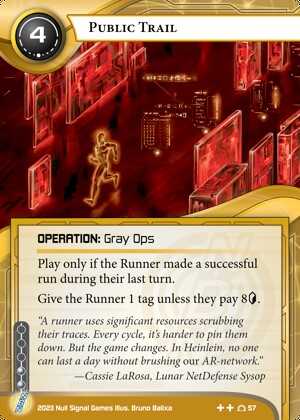 4
PUBLIC TRAIL
OPERATION: Gray Ops
Play only if the Runner made a successful
run during their last turn.
Give the Runner 1 tag unless they pay 8.
“A runner uses significant resources scrubbing
their traces. Every cycle, it’s harder to pin them
down. But the game changes. In Heinlein, no one
can last a day without brushing our AR-network.”
—Cassie LaRosa, Lunar NetDefense Sysop
2023 Null Signal Games Illus. Bruno Balixa
57